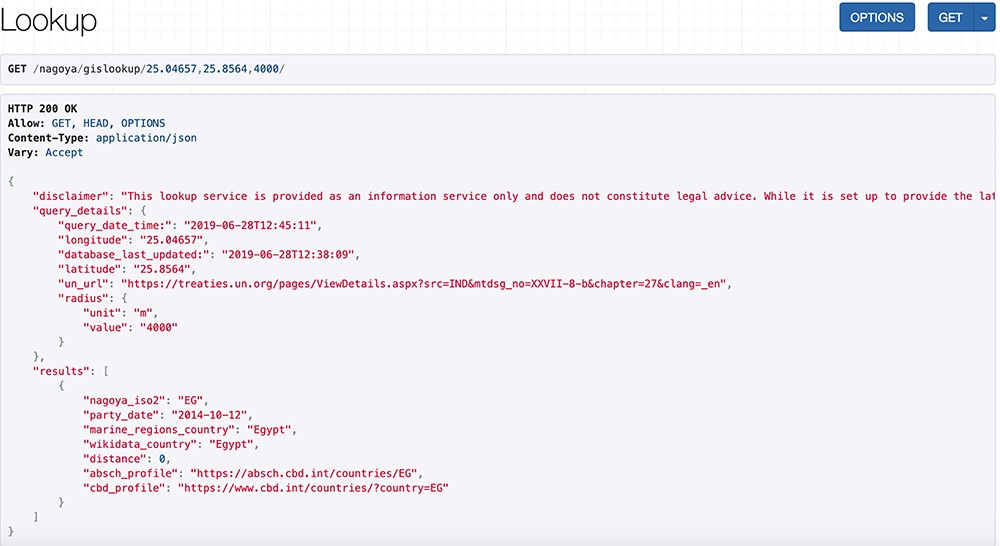 Lookup
OPTIONS
GET
GET /nagoya/gislookup/25.04657,25.8564,4000/
HTTP 200 OK
Allow: GET, HEAD, OPTIONS
Content-Type: application/json
Vary: Accept
{
"disclaimer": "This lookup service is provided as an information service only and does not constitute legal advice. While it is set up to provide the lat
"query_details": {
"query_date_time:": "2019-06-28T12:45:11",
"longitude": "25.04657",
"database_last_updated:": "2019-06-28T12:38:09",
"latitude": "25.8564",
"un_url": "https://treaties.un.org/pages/ViewDetails.aspx?src=IND&mtdsg_no=XXVII-8-b&chapter=27&clang=_en",
"radius": {
"unit": "m",
"value": "4000"
}
},
"results": [
{
"nagoya_iso2": "EG",
"party_date": "2014-10-12",
"marine_regions_country": "Egypt",
"wikidata_country": "Egypt",
"distance": 0,
"absch_profile": "https://absch.cbd.int/countries/EG",
"cbd_profile": "https://www.cbd.int/countries/?country=EG"
}
]
}